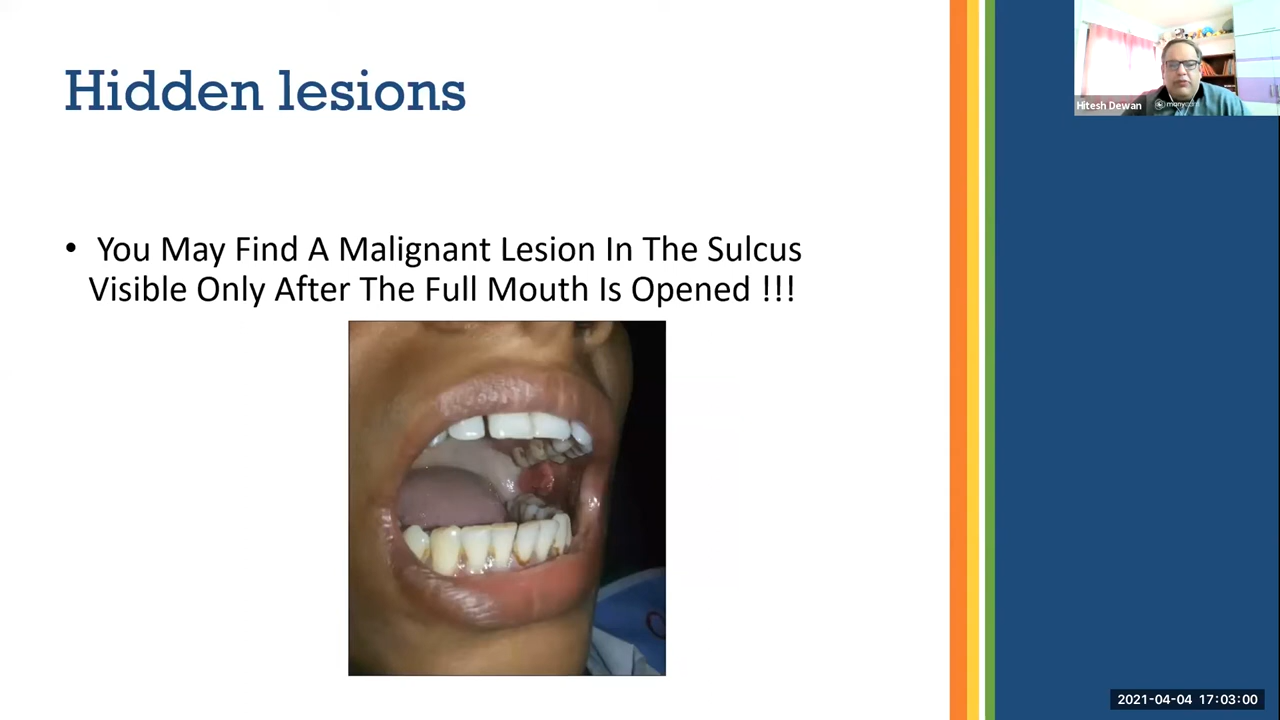 Hidden lesions
• You May Find A Malignant Lesion In The Sulcus
Visible Only After The Full Mouth Is Opened !!!
Hitesh Dewan
2021-04-04 17:03:00